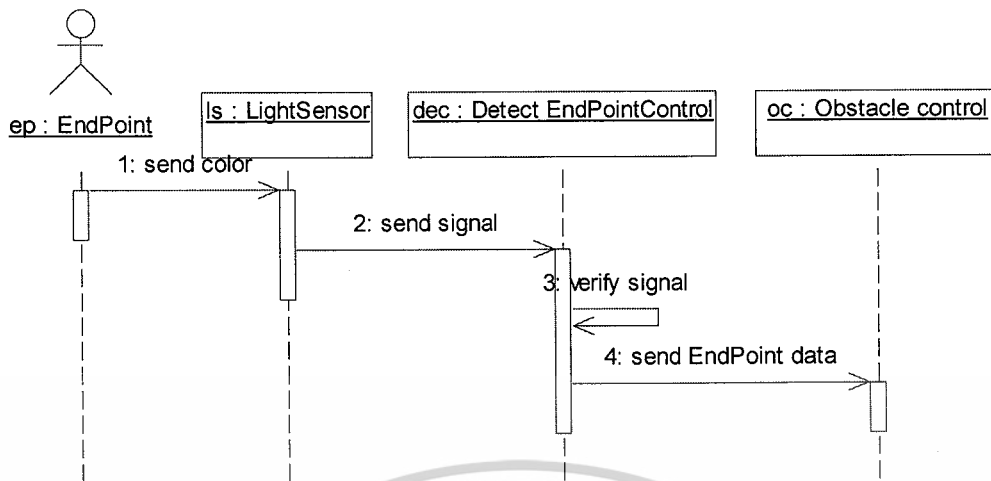 ep : EndPoint
ls : LightSensor
dec : Detect EndPointControl
oc : Obstacle control
1: send color
2: send signal
3: verify signal
4: send EndPoint data